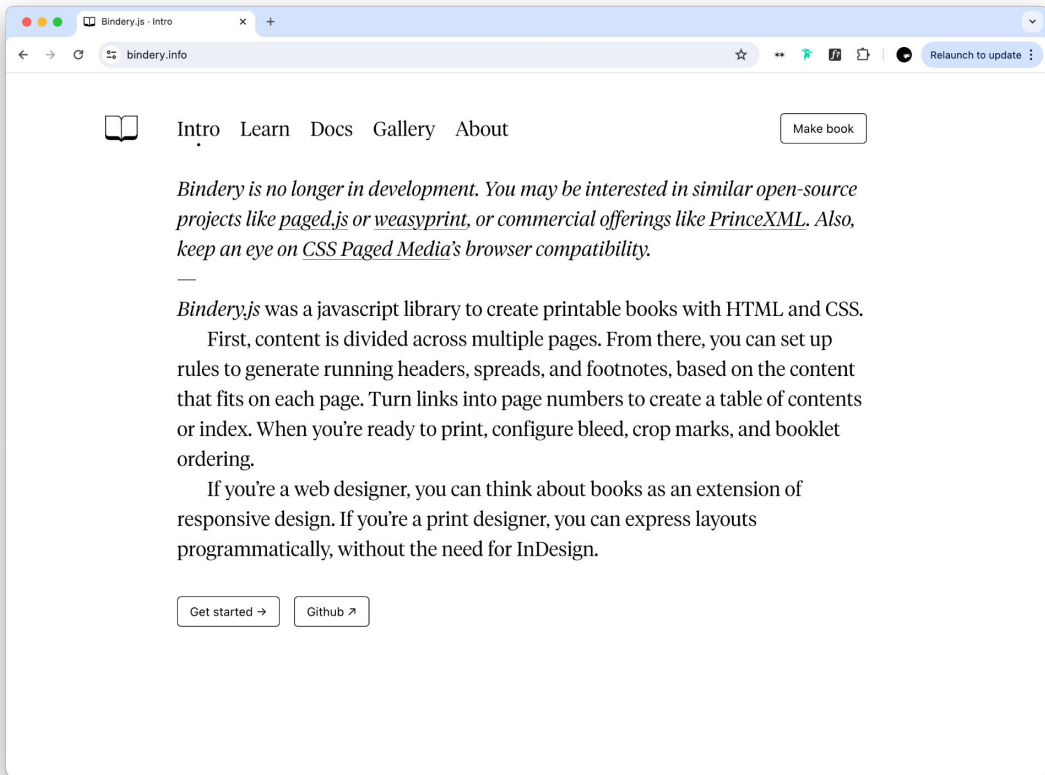 Bindery.js · Intro
bindery.info
Relaunch to update
Intro Learn Docs Gallery About
Make book
Bindery is no longer in development. You may be interested in similar open-source
projects like paged.js or weasyprint, or commercial offerings like PrinceXML. Also,
keep an eye on CSS Paged Media’s browser compatibility.
—
Bindery.js was a javascript library to create printable books with HTML and CSS.
First, content is divided across multiple pages. From there, you can set up
rules to generate running headers, spreads, and footnotes, based on the content
that fits on each page. Turn links into page numbers to create a table of contents
or index. When you’re ready to print, configure bleed, crop marks, and booklet
ordering.
If you’re a web designer, you can think about books as an extension of
responsive design. If you’re a print designer, you can express layouts
programmatically, without the need for InDesign.
Get started →
Github ↗